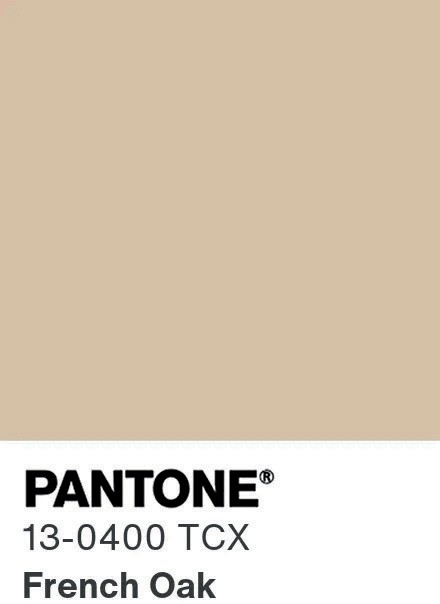 PANTONE®
13-0400 TCX
French Oak